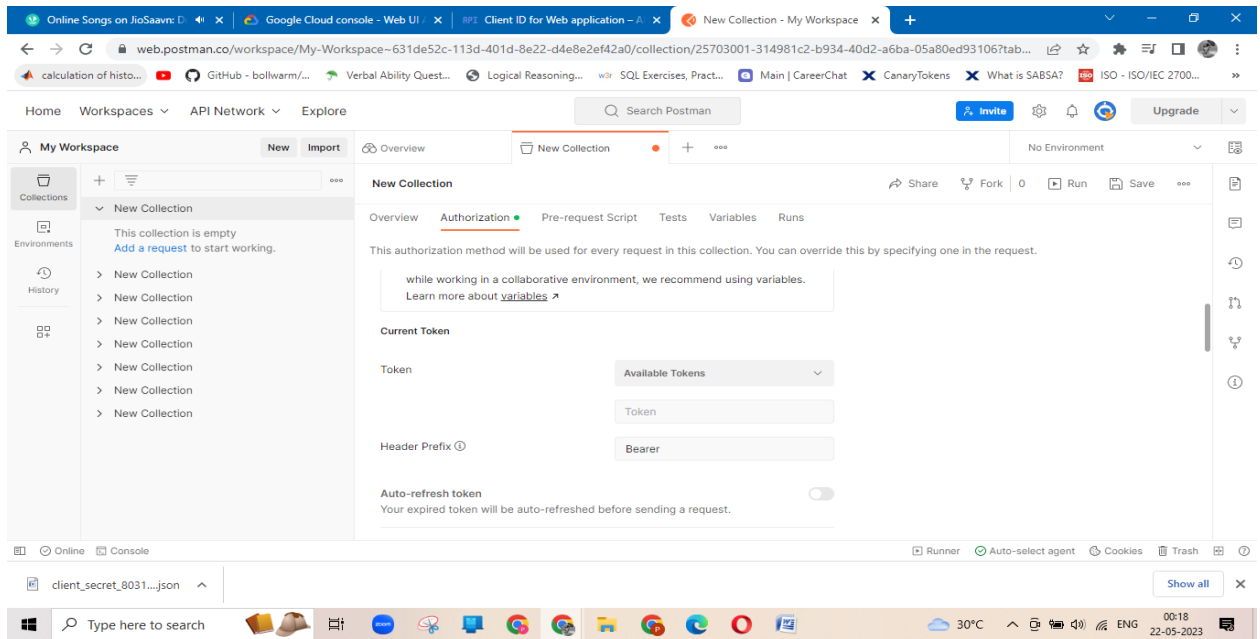 Online Songs on JioSaavn: D
Google Cloud console - Web UI /
RPI Client ID for Web application – A
New Collection - My Workspace
web.postman.co/workspace/My-Workspace~631de52c-113d-401d-8e22-d4e8e2ef42a0/collection/25703001-314981c2-b934-40d2-a6ba-05a80ed93106?tab...
calculation of histo...
GitHub - bollwarm/...
Verbal Ability Quest...
Logical Reasoning...
w3r SQL Exercises, Pract...
Main | CareerChat
CanaryTokens
What is SABSA?
ISO ISO - ISO/IEC 2700...
»
Home Workspaces API Network Explore
Search Postman
Invite
Upgrade
My Workspace
New Import
Overview
New Collection
No Environment
Collections
Environments
History
New Collection
This collection is empty
Add a request to start working.
New Collection
New Collection
New Collection
New Collection
New Collection
New Collection
New Collection
New Collection
Share Fork 0 Run Save
Overview Authorization Pre-request Script Tests Variables Runs
This authorization method will be used for every request in this collection. You can override this by specifying one in the request.
while working in a collaborative environment, we recommend using variables.
Learn more about variables ↗
Current Token
Token
Available Tokens
Token
Header Prefix
Bearer
Auto-refresh token
Your expired token will be auto-refreshed before sending a request.
Online Console
Runner Auto-select agent Cookies Trash
client_secret_8031....json
Show all
Type here to search
zoom
30°C
ENG
00:18
22-05-2023